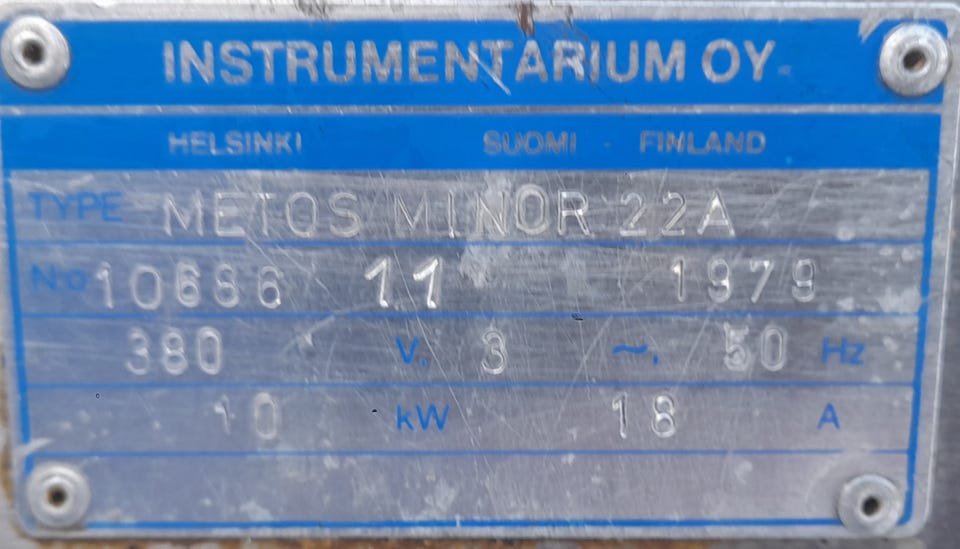 INSTRUMENTARIUM OY
HELSINKI SUOMI - FINLAND
TYPE METOS MINOR 22A
N:o 10686 11 1979
380 V. 3 ~. 50 Hz
10 kW 18 A